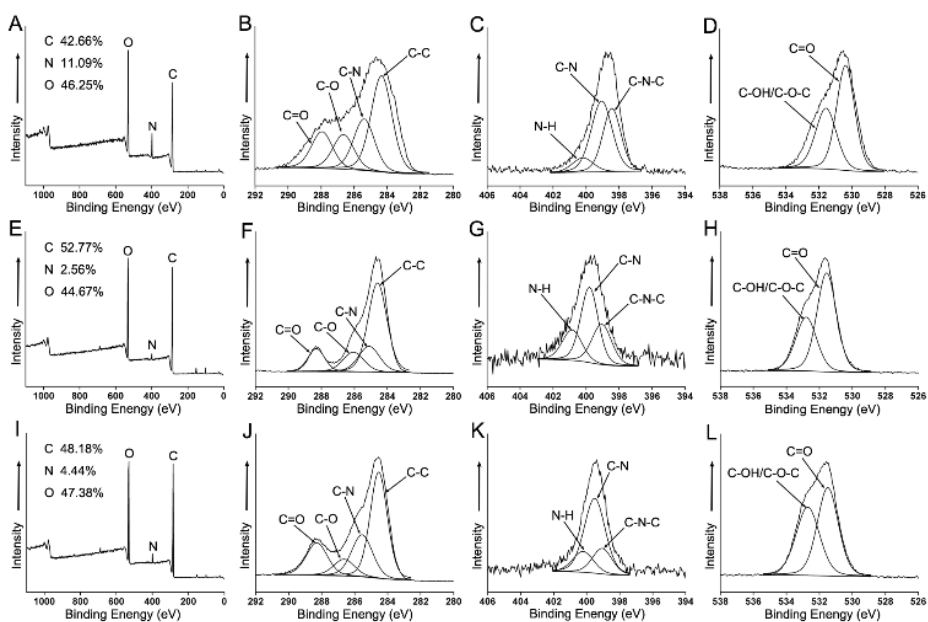 A
C 42.66%
N 11.09%
O 46.25%
O
N
C
Intensity
1000 800 600 400 200 0
Binding Energy (eV)
B
C=O
C-O
C-N
C-C
Intensity
292 290 288 286 284 282 280
Binding Energy (eV)
C
N-H
C-N
C-N-C
Intensity
406 404 402 400 398 396 394
Binding Energy (eV)
D
C=O
C-OH/C-O-C
Intensity
538 536 534 532 530 528 526
Binding Energy (eV)
E
C 52.77%
N 2.56%
O 44.67%
O
N
C
Intensity
1000 800 600 400 200 0
Binding Energy (eV)
F
C=O
C-O
C-N
C-C
Intensity
292 290 288 286 284 282 280
Binding Energy (eV)
G
N-H
C-N
C-N-C
Intensity
406 404 402 400 398 396 394
Binding Energy (eV)
H
C=O
C-OH/C-O-C
Intensity
538 536 534 532 530 528 526
Binding Energy (eV)
I
C 48.18%
N 4.44%
O 47.38%
O
N
C
Intensity
1000 800 600 400 200 0
Binding Energy (eV)
J
C=O
C-O
C-N
C-C
Intensity
292 290 288 286 284 282 280
Binding Energy (eV)
K
N-H
C-N
C-N-C
Intensity
406 404 402 400 398 396 394
Binding Energy (eV)
L
C=O
C-OH/C-O-C
Intensity
538 536 534 532 530 528 526
Binding Energy (eV)